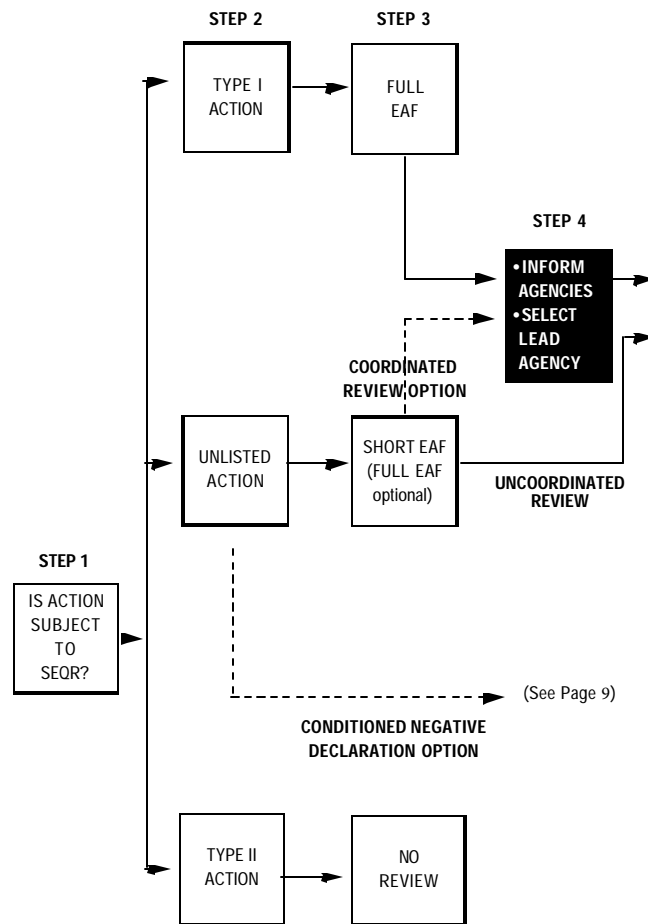 STEP 2
STEP 3
TYPE I
ACTION
FULL
EAF
STEP 4
•INFORM
AGENCIES
•SELECT
LEAD
AGENCY
COORDINATED
REVIEW OPTION
UNLISTED
ACTION
SHORT EAF
(FULL EAF
optional)
UNCOORDINATED
REVIEW
STEP 1
IS ACTION
SUBJECT
TO
SEQR?
(See Page 9)
CONDITIONED NEGATIVE
DECLARATION OPTION
TYPE II
ACTION
NO
REVIEW